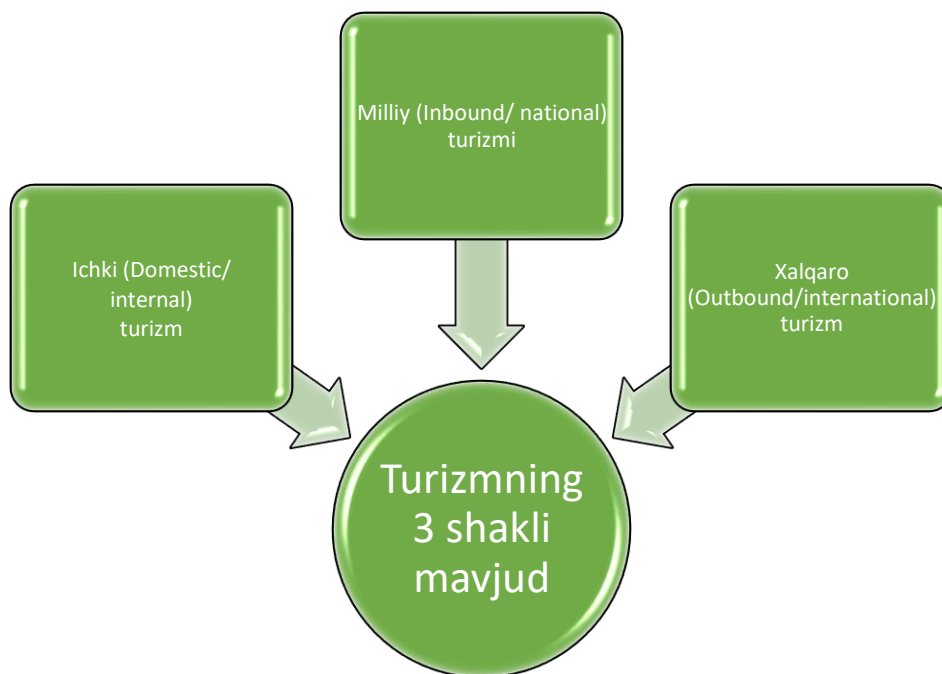 Milliy (Inbound/ national)
turizmi
Ichki (Domestic/
internal)
turizm
Xalqaro
(Outbound/international)
turizm
Turizmning
3 shakli
mavjud